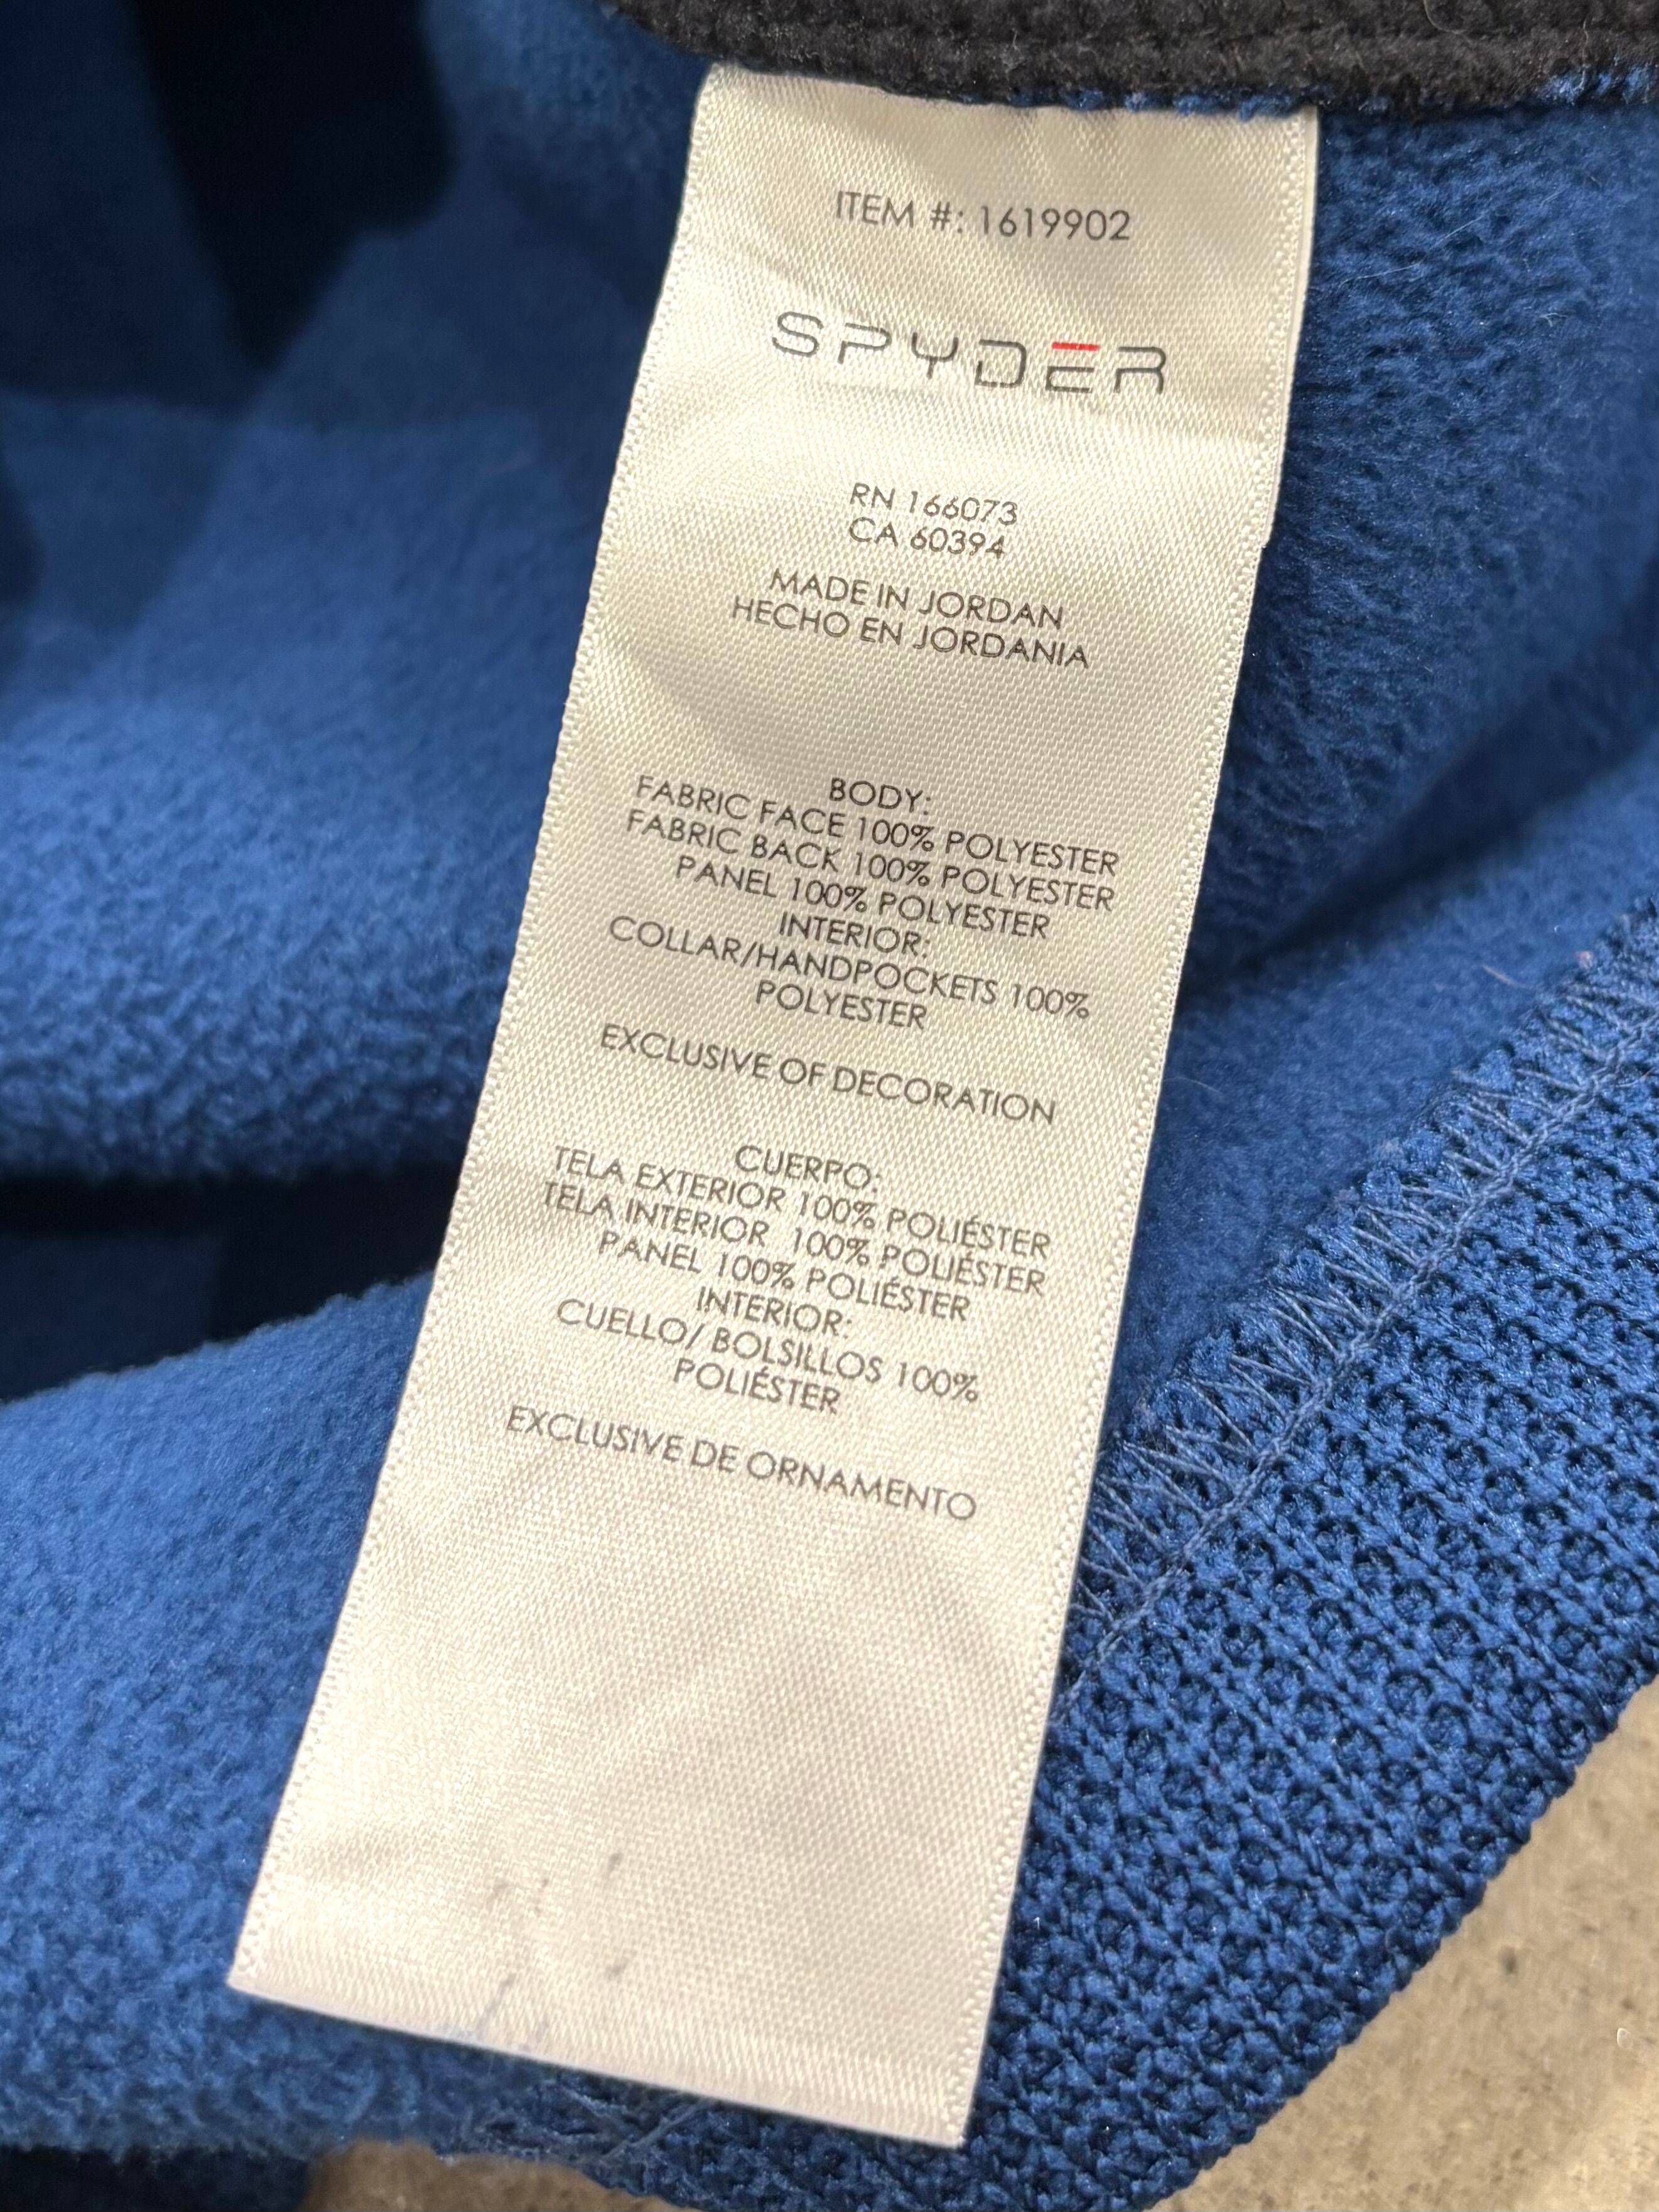 ITEM #: 1619902
SPYDER
RN 166073
CA 60394
MADE IN JORDAN
HECHO EN JORDANIA
BODY:
FABRIC FACE 100% POLYESTER
FABRIC BACK 100% POLYESTER
PANEL 100% POLYESTER
INTERIOR:
COLLAR/HANDPOCKETS 100%
POLYESTER
EXCLUSIVE OF DECORATION
CUERPO:
TELA EXTERIOR 100% POLIÉSTER
TELA INTERIOR 100% POLIÉSTER
PANEL 100% POLIÉSTER
INTERIOR:
CUELLO/ BOLSILLOS 100%
POLIÉSTER
EXCLUSIVE DE ORNAMENTO